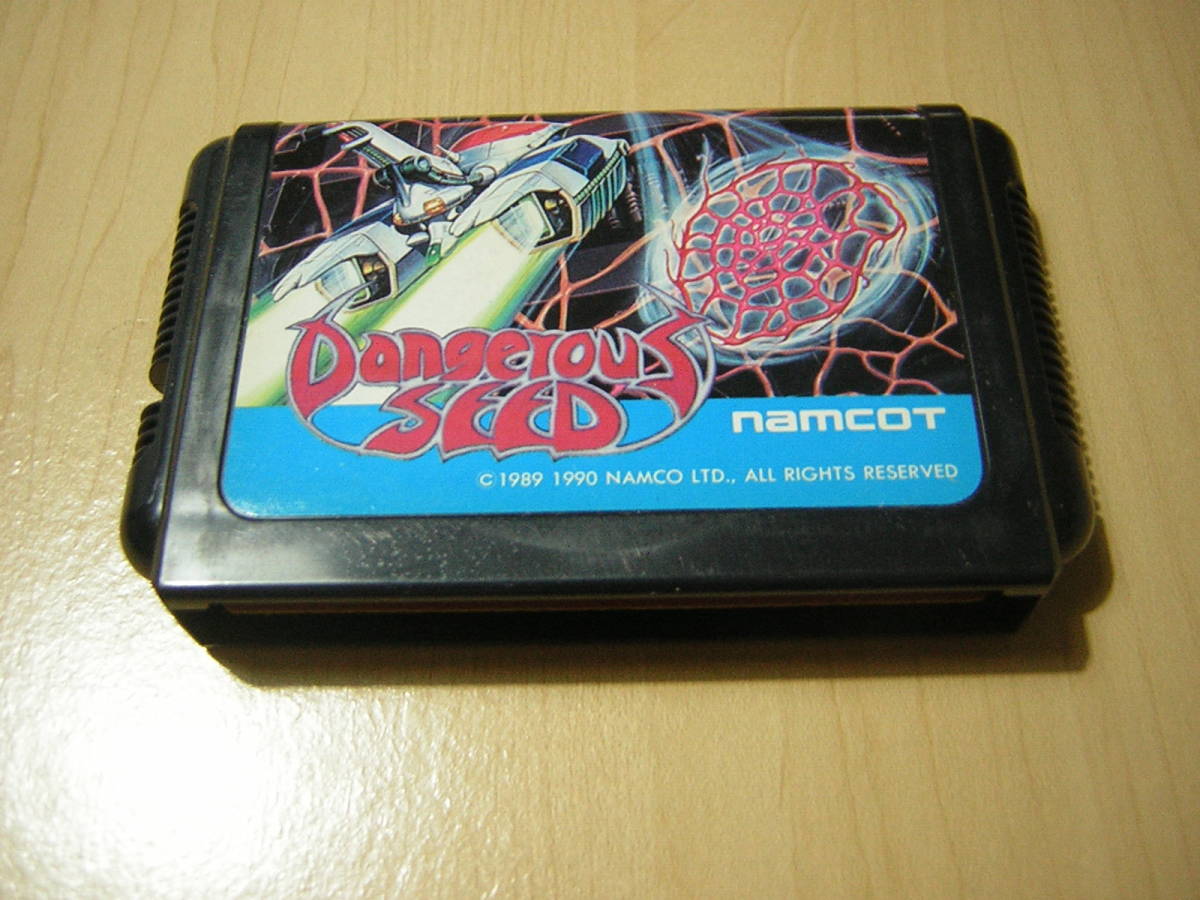 Dangerous
SEED
namcot
© 1989 1990 NAMCO LTD., ALL RIGHTS RESERVED